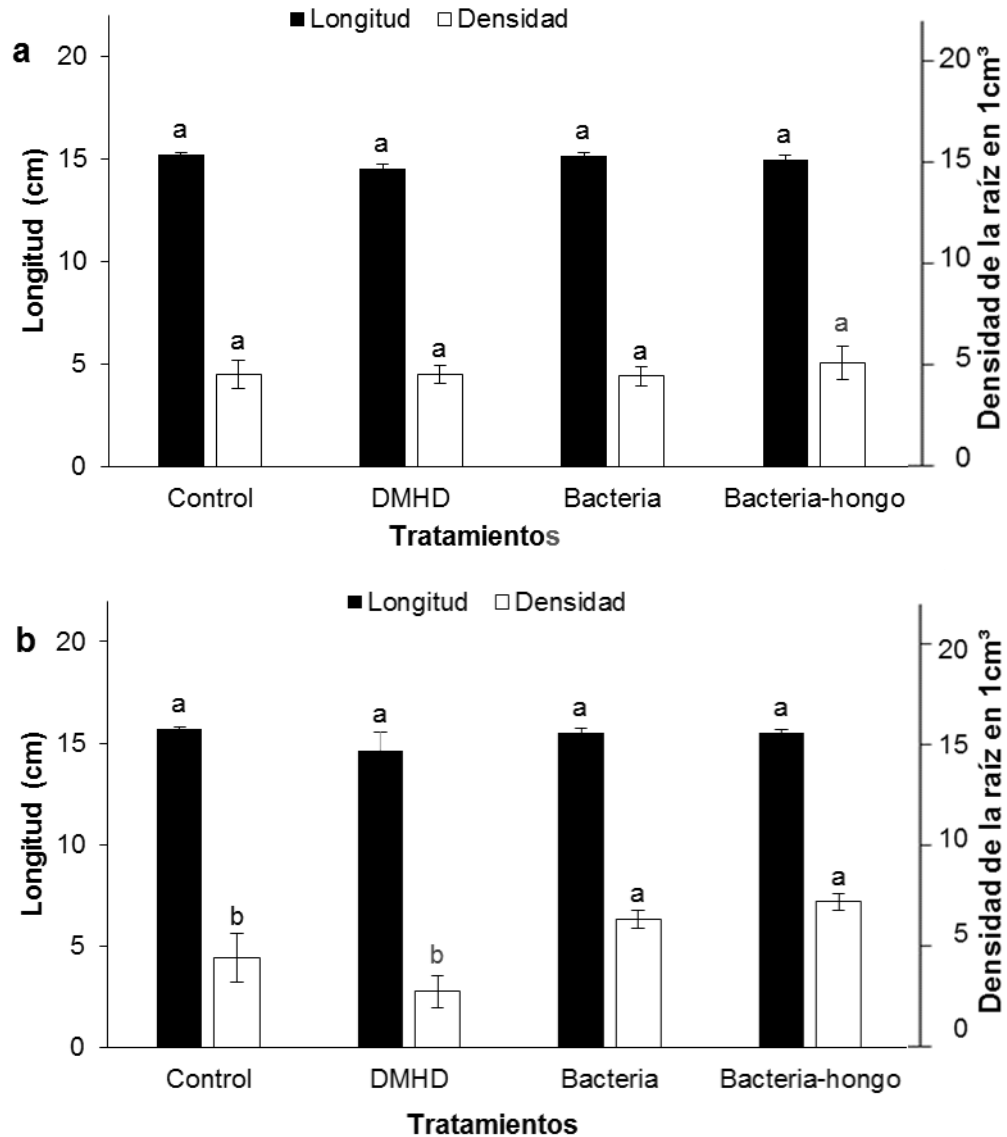 Longitud Densidad
a
Longitud (cm)
20
15
10
5
0
a a a a
a a a a
20
15
10
5
0
Densidad de la raíz en 1cm³
Control DMHD Bacteria Bacteria-hongo
Tratamientos
Longitud Densidad
b
Longitud (cm)
20
15
10
5
0
a a a a
b b a a
20
15
10
5
0
Densidad de la raíz en 1cm³
Control DMHD Bacteria Bacteria-hongo
Tratamientos